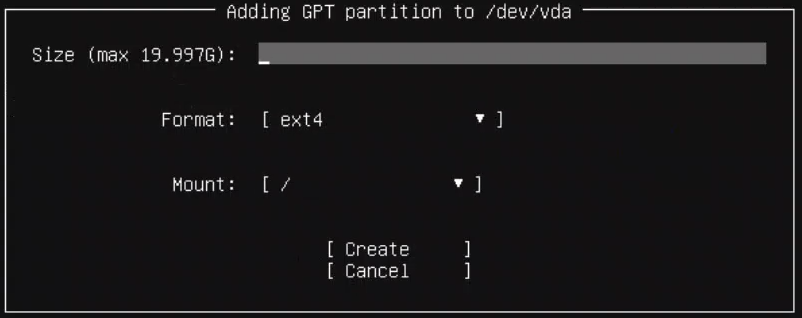 Adding GPT partition to /dev/vda
Size (max 19.997G):
Format: [ ext4 ▼ ]
Mount: [ / ▼ ]
[ Create ]
[ Cancel ]